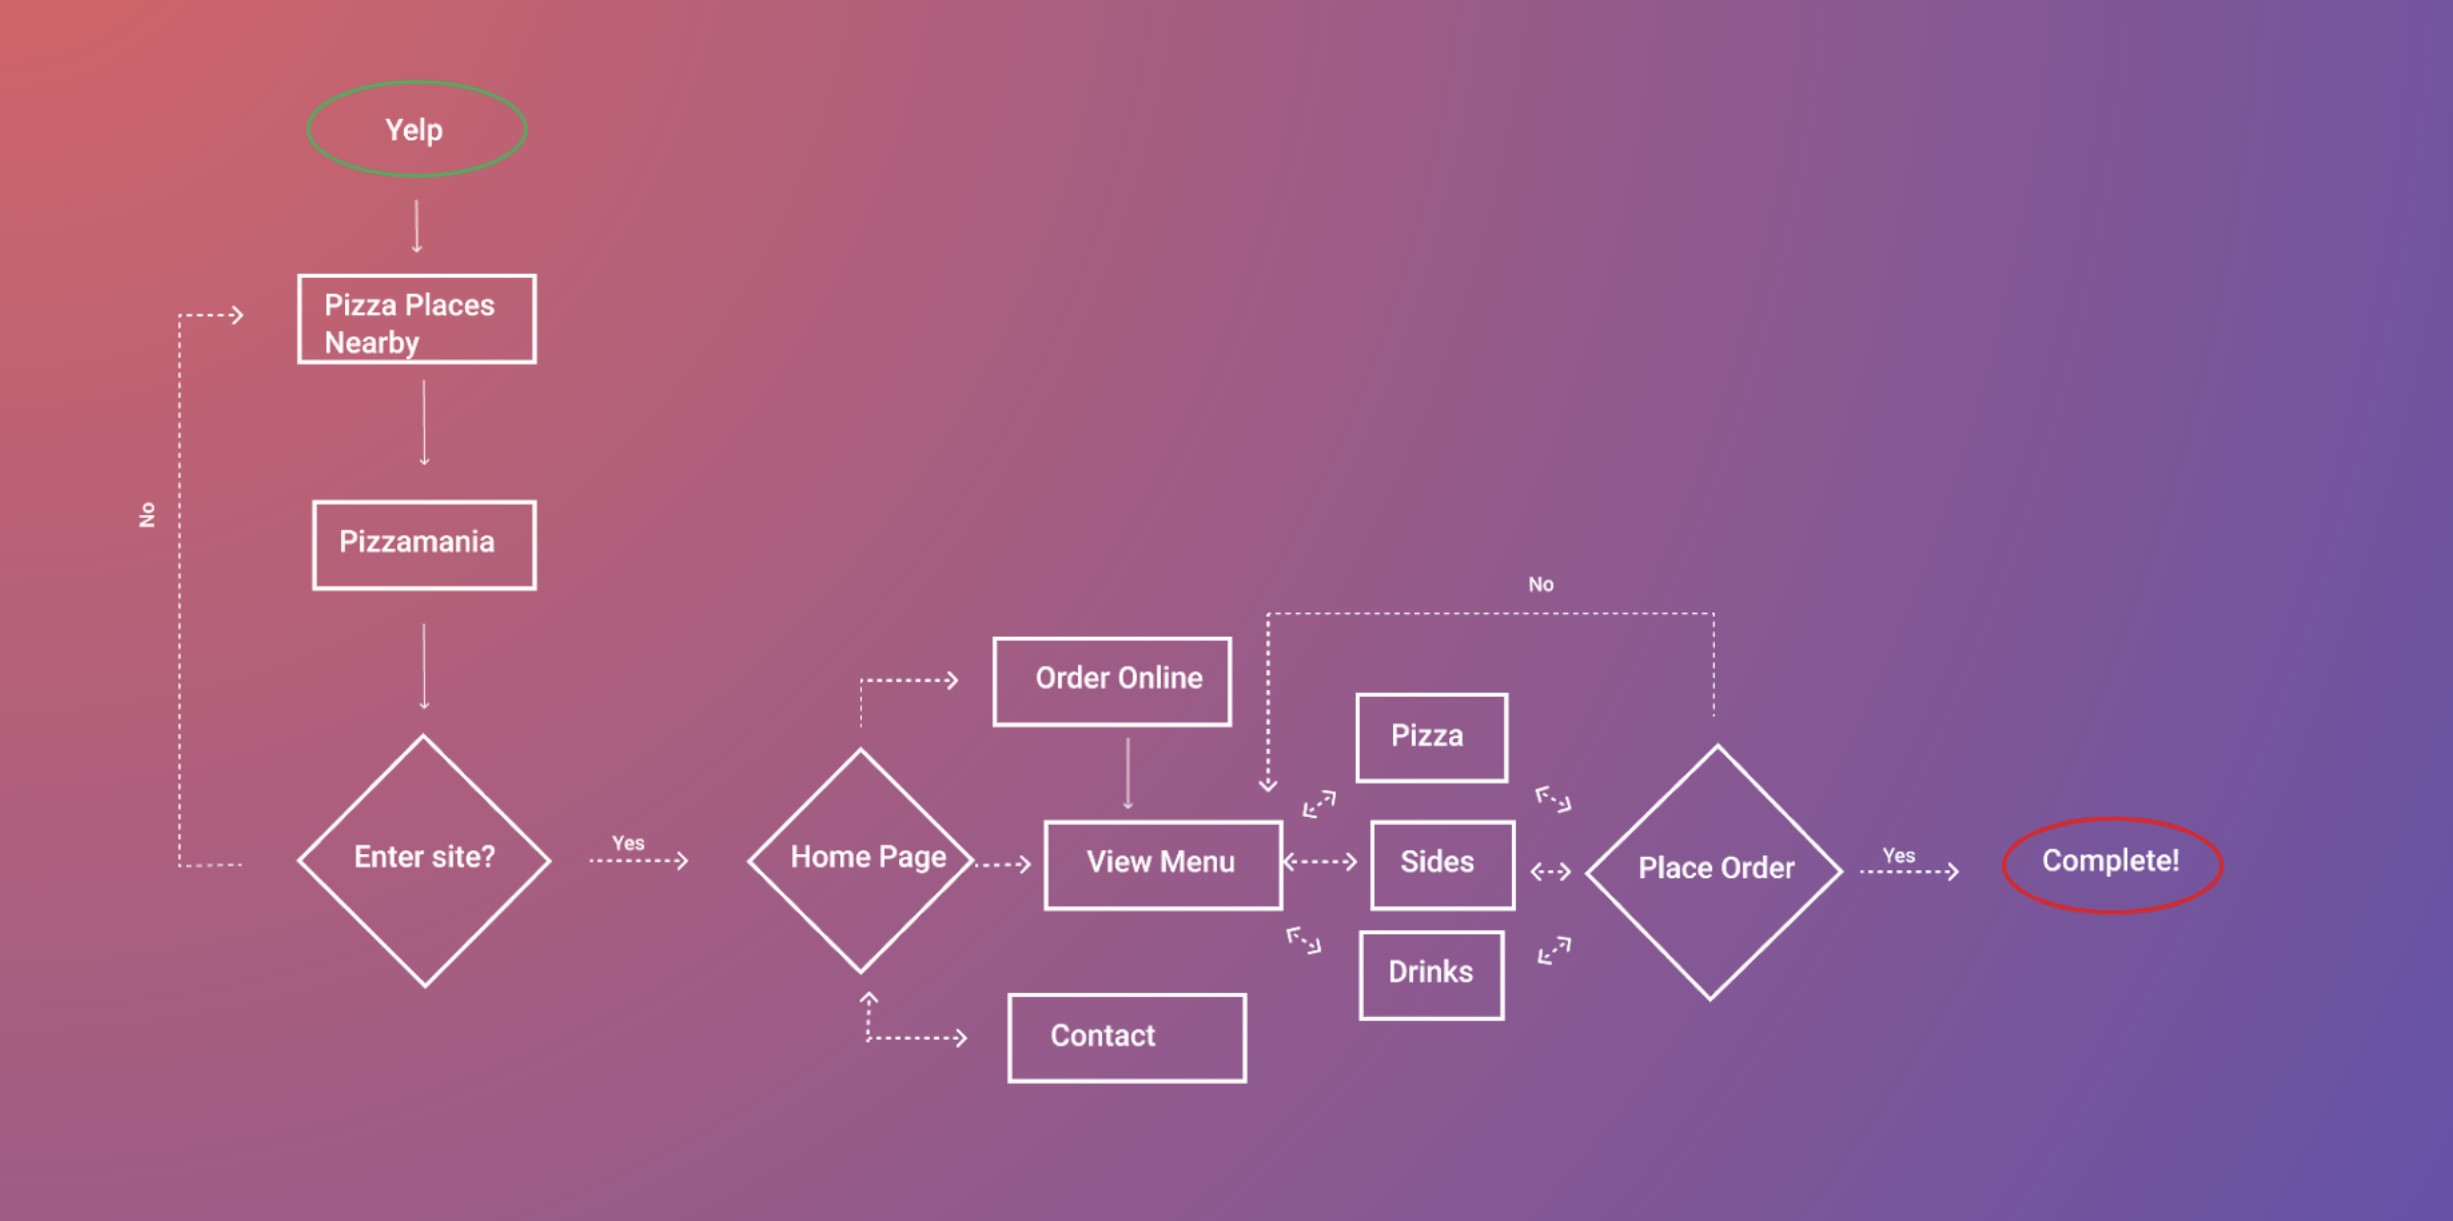 Yelp
Pizza Places
Nearby
No
Pizzamania
Enter site?
Yes
Home Page
Order Online
View Menu
Contact
No
Pizza
Sides
Drinks
Place Order
Yes
Complete!